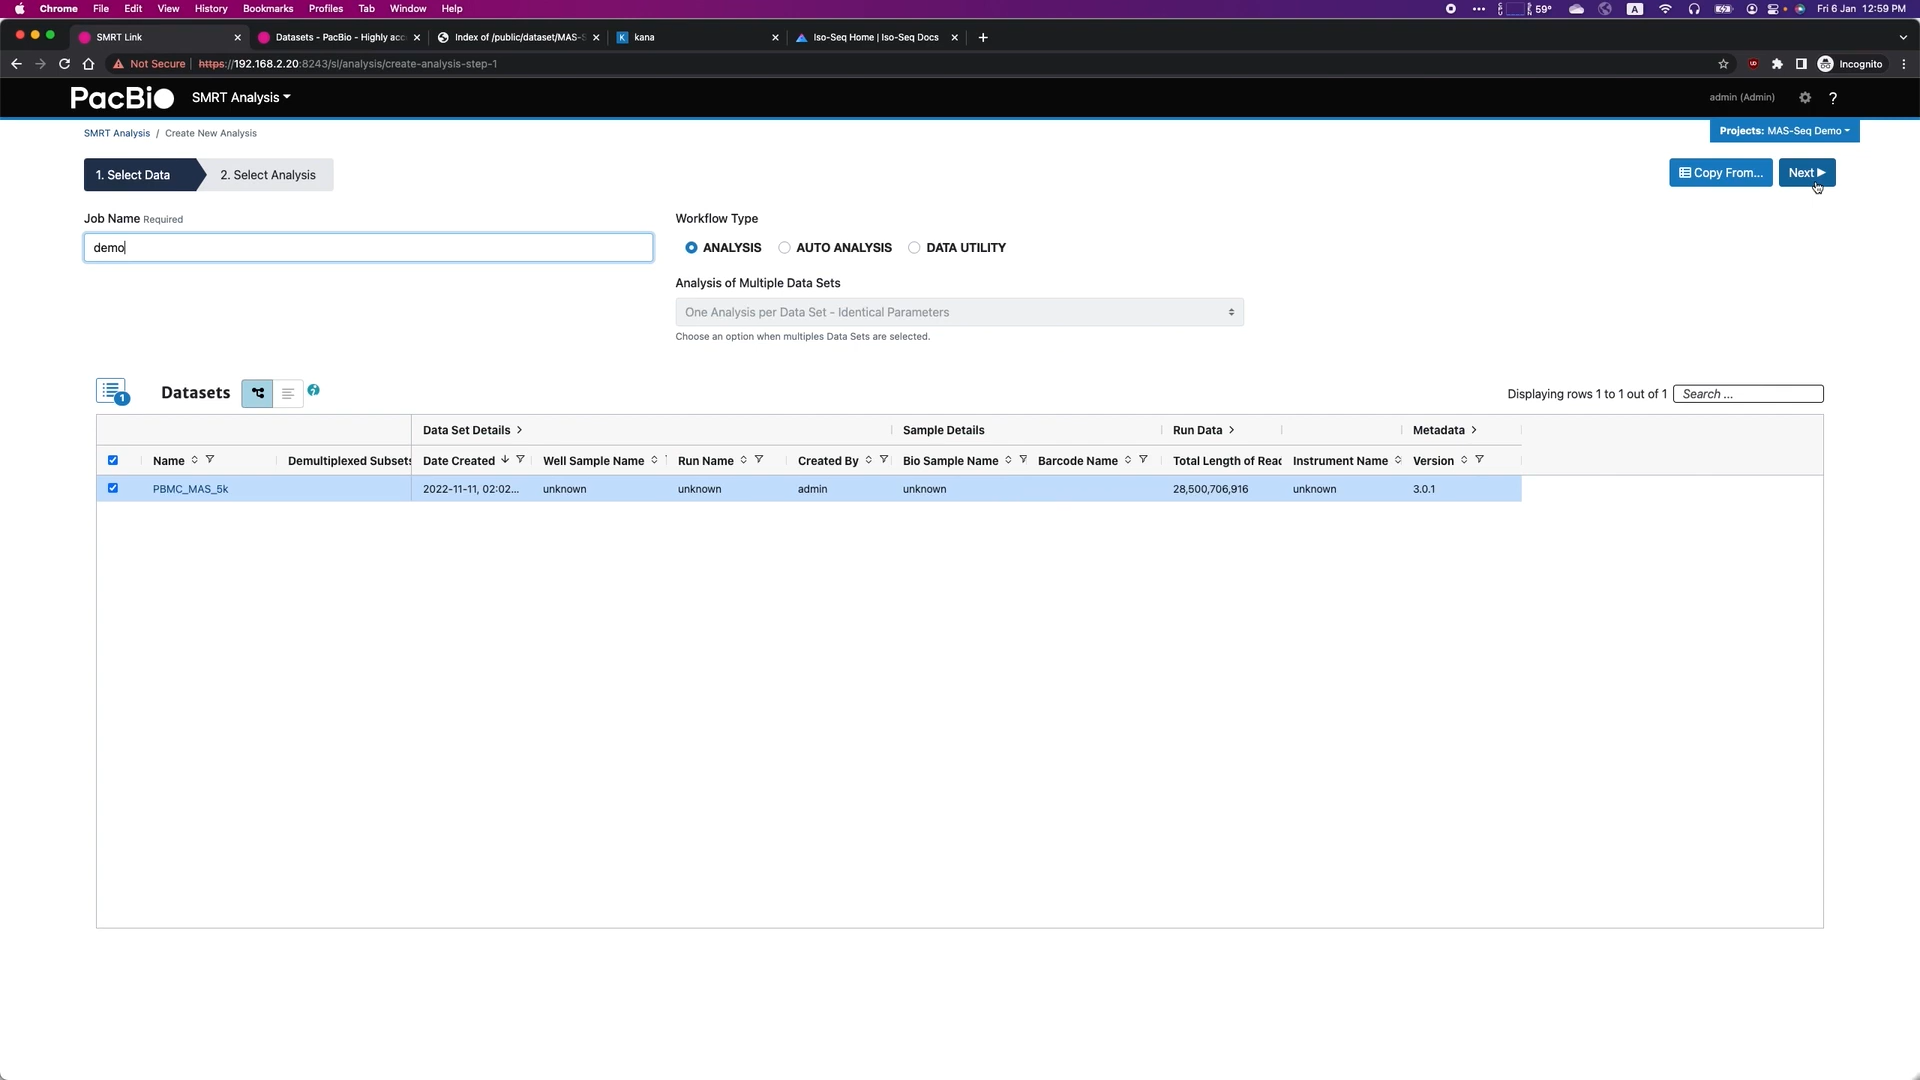 Chrome File Edit View History Bookmarks Profiles Tab Window Help 59° A Fri 6 Jan 12:59 PM
SMRT Link Datasets - PacBio - Highly acc Index of /public/dataset/MAS-S kana Iso-Seq Home | Iso-Seq Docs
Not Secure https://192.168.2.20:8243/sl/analysis/create-analysis-step-1 Incognito
PacBio SMRT Analysis admin (Admin) ?
SMRT Analysis / Create New Analysis Projects: MAS-Seq Demo
1. Select Data 2. Select Analysis Copy From... Next
Job Name Required Workflow Type
demo ANALYSIS AUTO ANALYSIS DATA UTILITY
Analysis of Multiple Data Sets
One Analysis per Data Set - Identical Parameters
Choose an option when multiples Data Sets are selected.
1 Datasets Displaying rows 1 to 1 out of 1 Search ...
Data Set Details > Sample Details Run Data > Metadata >
Name Demultiplexed Subsets Date Created Well Sample Name Run Name Created By Bio Sample Name Barcode Name Total Length of Reac Instrument Name Version
PBMC_MAS_5k 2022-11-11, 02:02... unknown unknown admin unknown 28,500,706,916 unknown 3.0.1